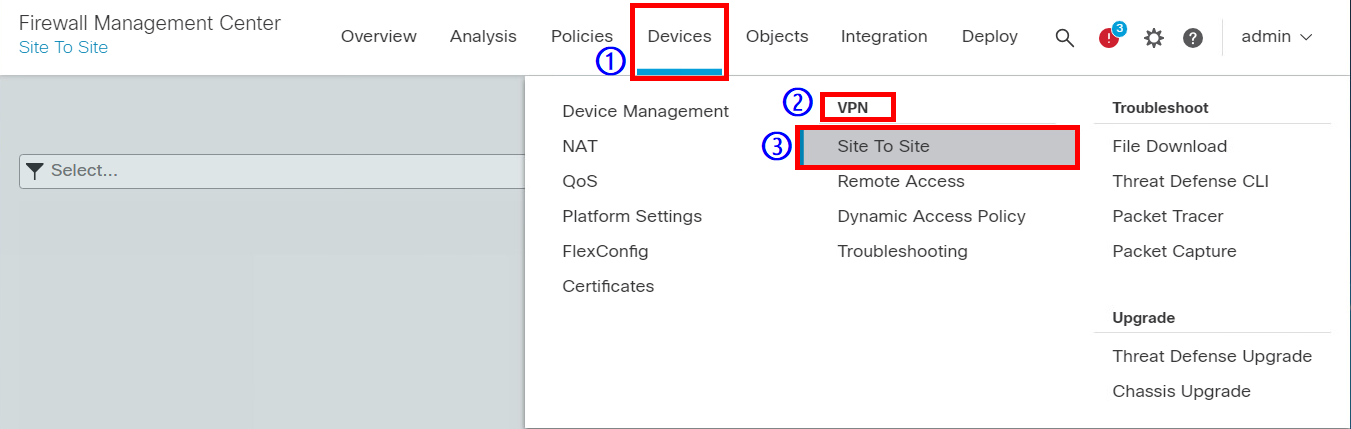 Firewall Management Center
Site To Site
Overview
Analysis
Policies
Devices
Objects
Integration
Deploy
3
admin
1
Select...
Device Management
NAT
QoS
Platform Settings
FlexConfig
Certificates
2
VPN
3
Site To Site
Remote Access
Dynamic Access Policy
Troubleshooting
Troubleshoot
File Download
Threat Defense CLI
Packet Tracer
Packet Capture
Upgrade
Threat Defense Upgrade
Chassis Upgrade